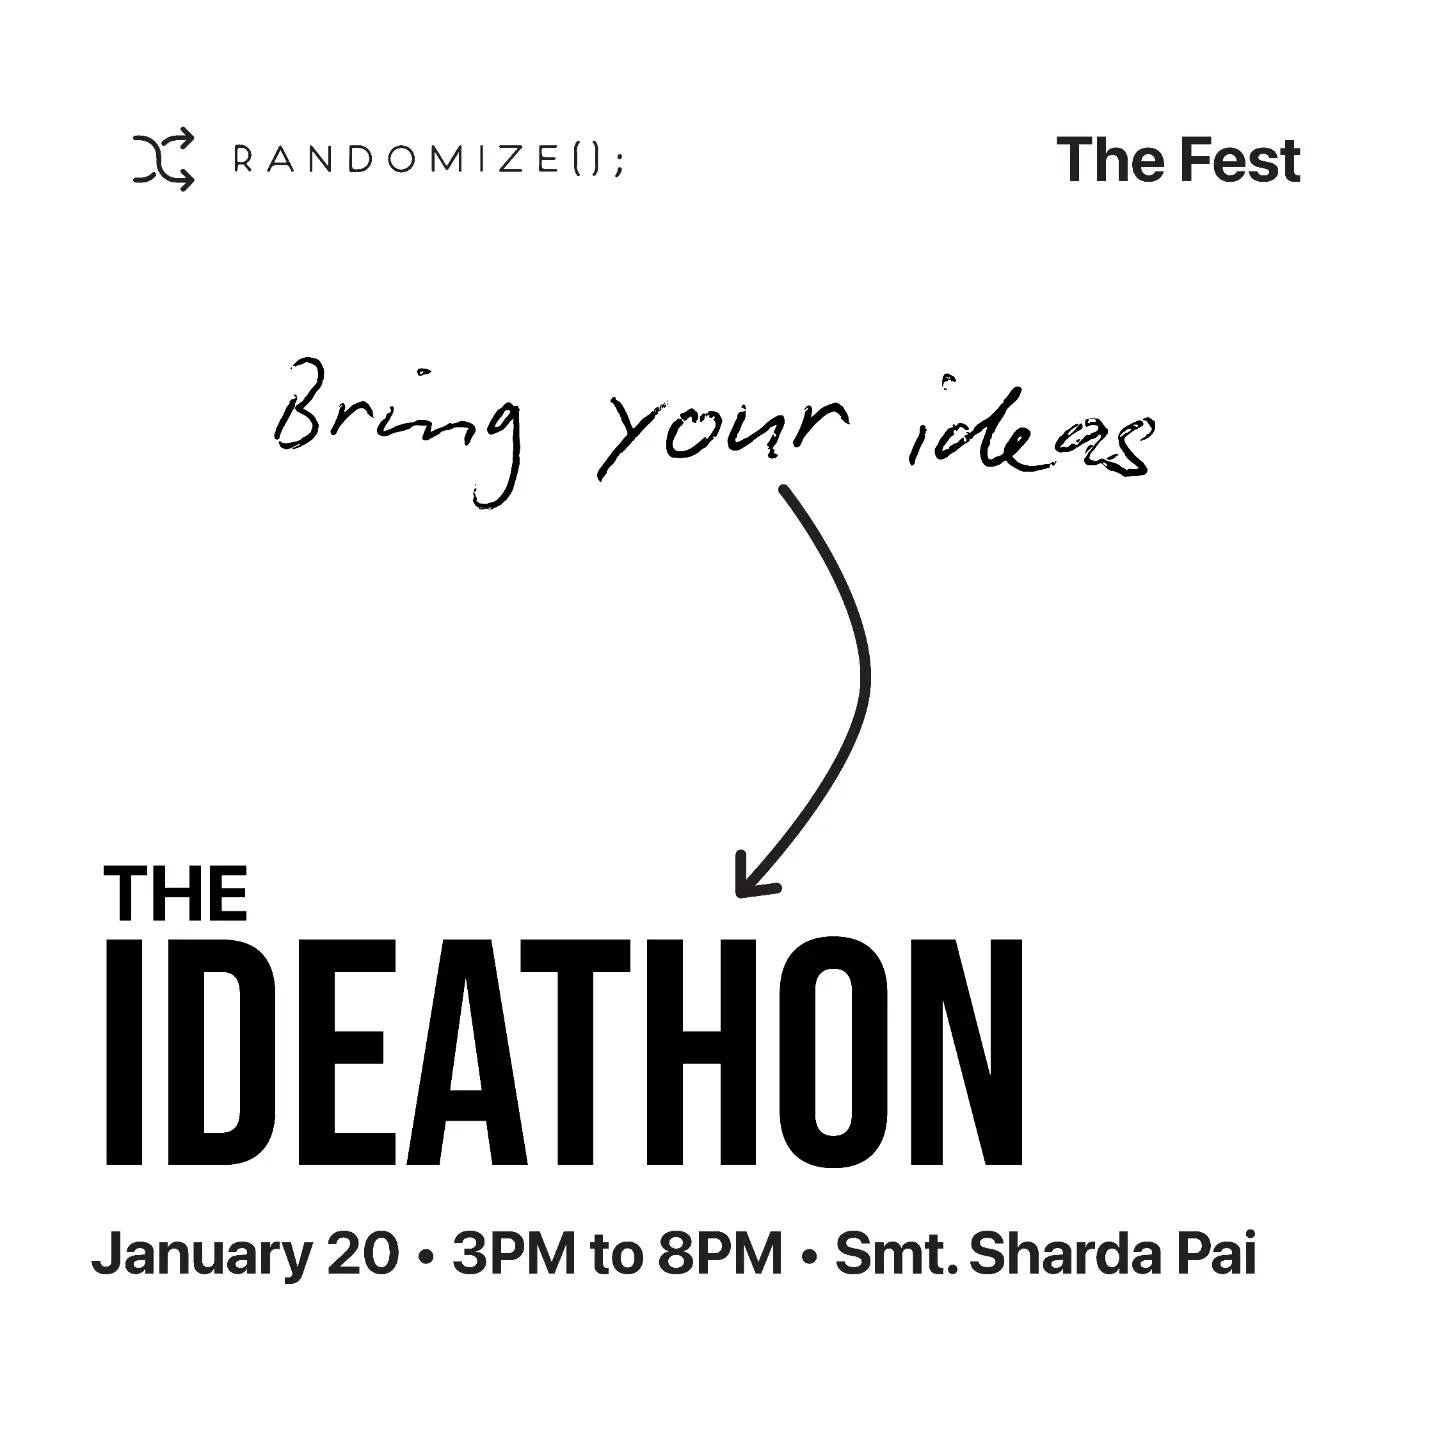 RANDOMIZE();
The Fest
Bring your ideas
THE
IDEATHON
January 20 • 3PM to 8PM • Smt. Sharda Pai